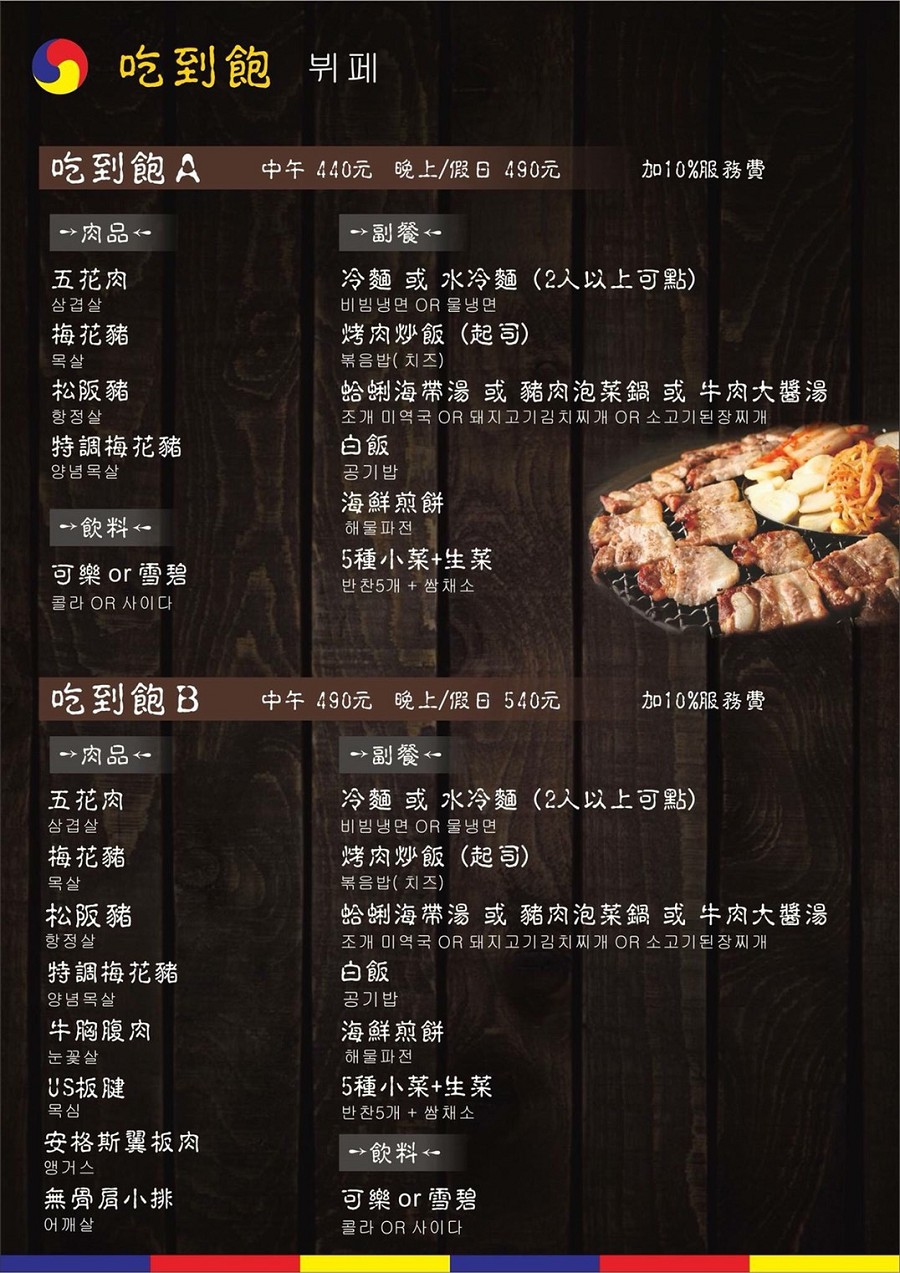 吃到飽 뷔페
吃到飽 A 中午 440元 晚上/假日 490元 加10%服務費
肉品
五花肉
삼겹살
梅花豬
목살
松阪豬
항정살
特調梅花豬
양념목살
飲料
可樂 or 雪碧
콜라 OR 사이다
副餐
冷麵 或 水冷麵 (2人以上可點)
비빔냉면 OR 물냉면
烤肉炒飯 (起司)
볶음밥( 치즈)
蛤蜊海帶湯 或 豬肉泡菜鍋 或 牛肉大醬湯
조개 미역국 OR 돼지고기김치찌개 OR 소고기된장찌개
白飯
공기밥
海鮮煎餅
해물파전
5種小菜+生菜
반찬5개 + 쌈채소
吃到飽 B 中午 490元 晚上/假日 540元 加10%服務費
肉品
五花肉
삼겹살
梅花豬
목살
松阪豬
항정살
特調梅花豬
양념목살
牛胸腹肉
눈꽃살
US板腱
목심
安格斯翼板肉
앵거스
無骨肩小排
어깨살
副餐
冷麵 或 水冷麵 (2人以上可點)
비빔냉면 OR 물냉면
烤肉炒飯 (起司)
볶음밥( 치즈)
蛤蜊海帶湯 或 豬肉泡菜鍋 或 牛肉大醬湯
조개 미역국 OR 돼지고기김치찌개 OR 소고기된장찌개
白飯
공기밥
海鮮煎餅
해물파전
5種小菜+生菜
반찬5개 + 쌈채소
飲料
可樂 or 雪碧
콜라 OR 사이다